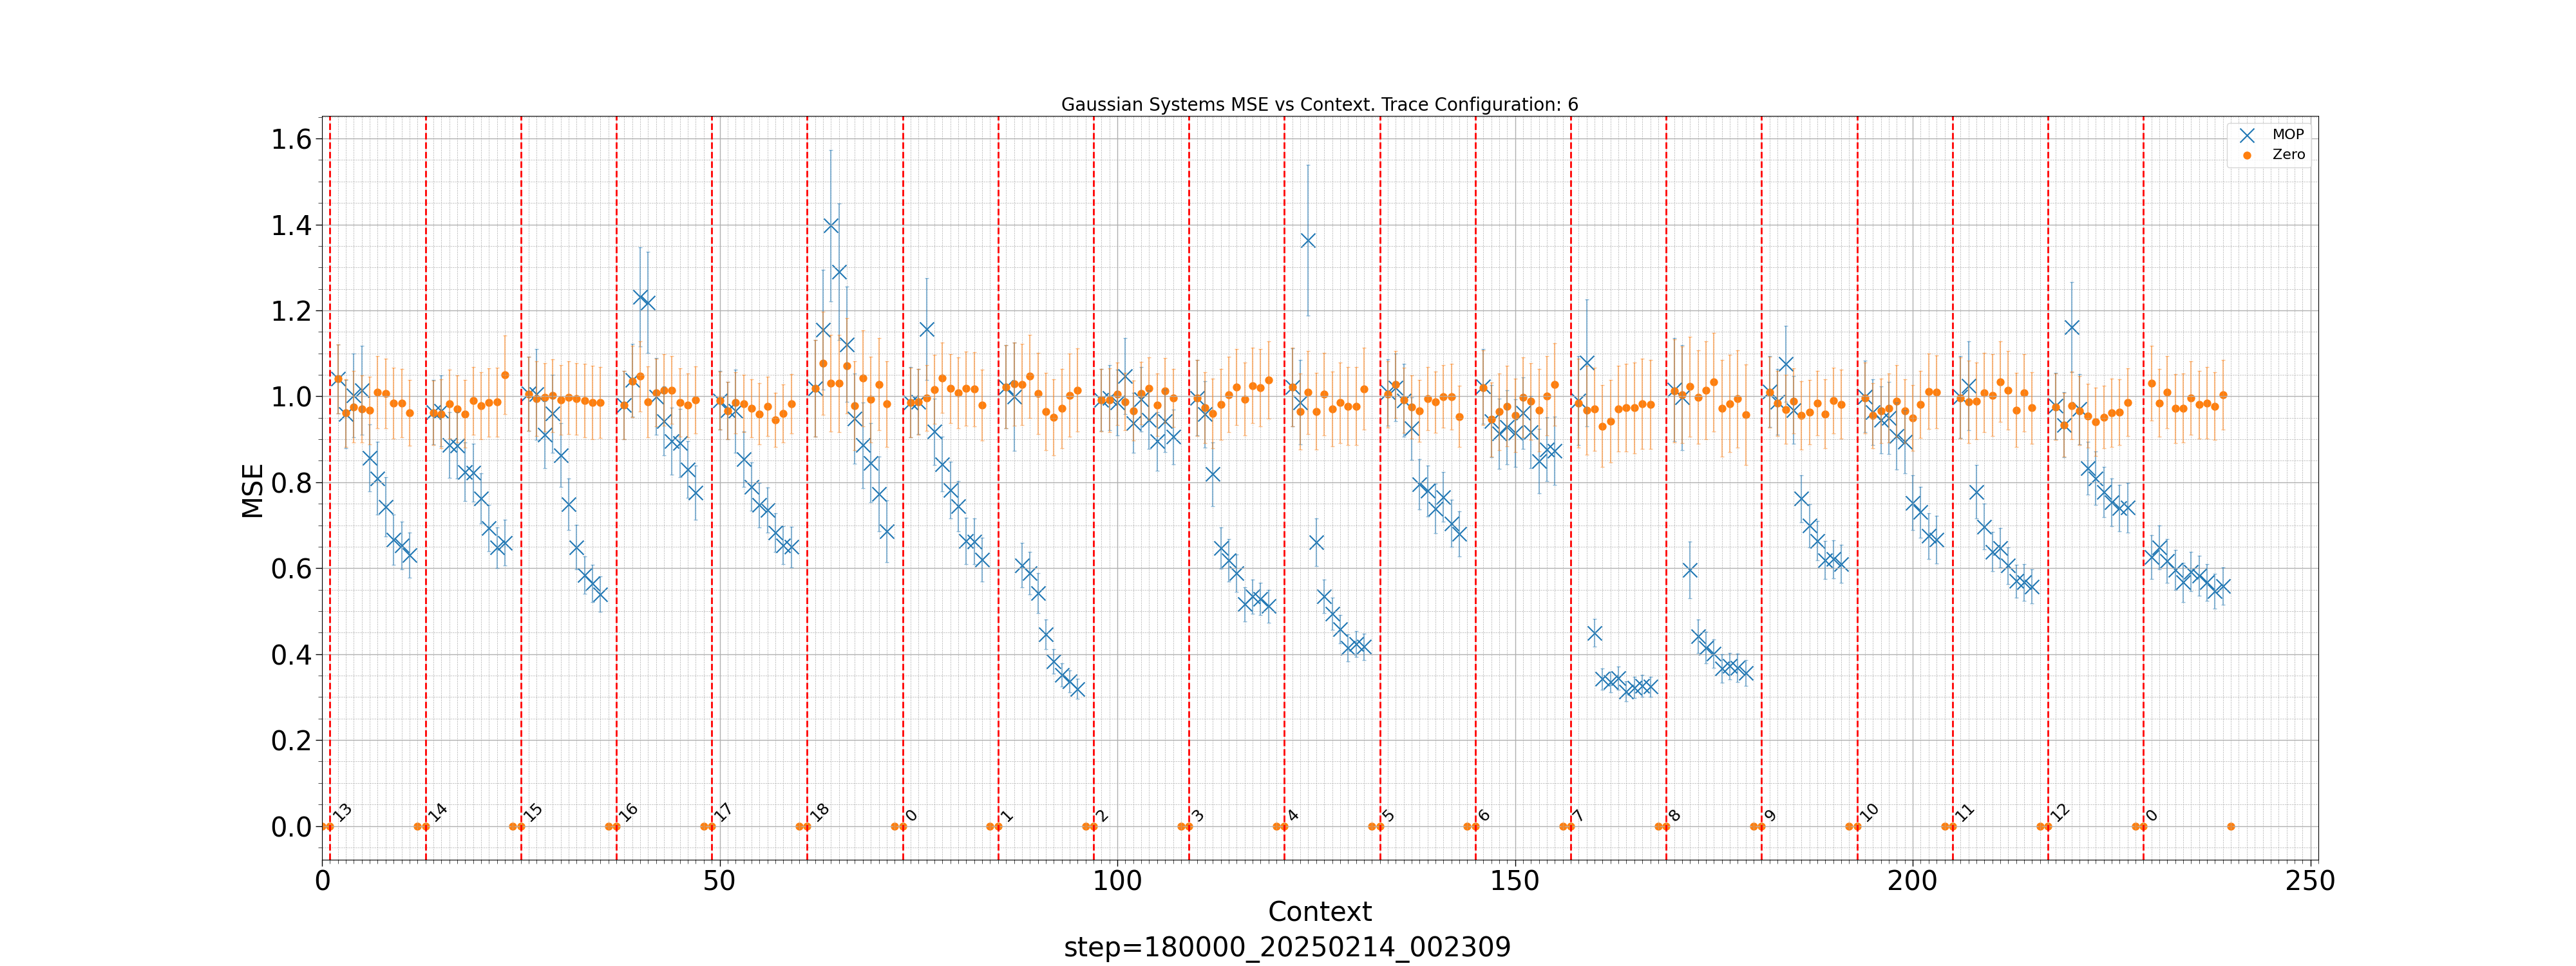 Gaussian Systems MSE vs Context. Trace Configuration: 6
MOP
Zero
MSE
1.6
1.4
1.2
1.0
0.8
0.6
0.4
0.2
0.0
13 14 15 16 17 18 0 1 2 3 4 5 6 7 8 9 10 11 12 0
0 50 100 150 200 250
Context
step=180000_20250214_002309